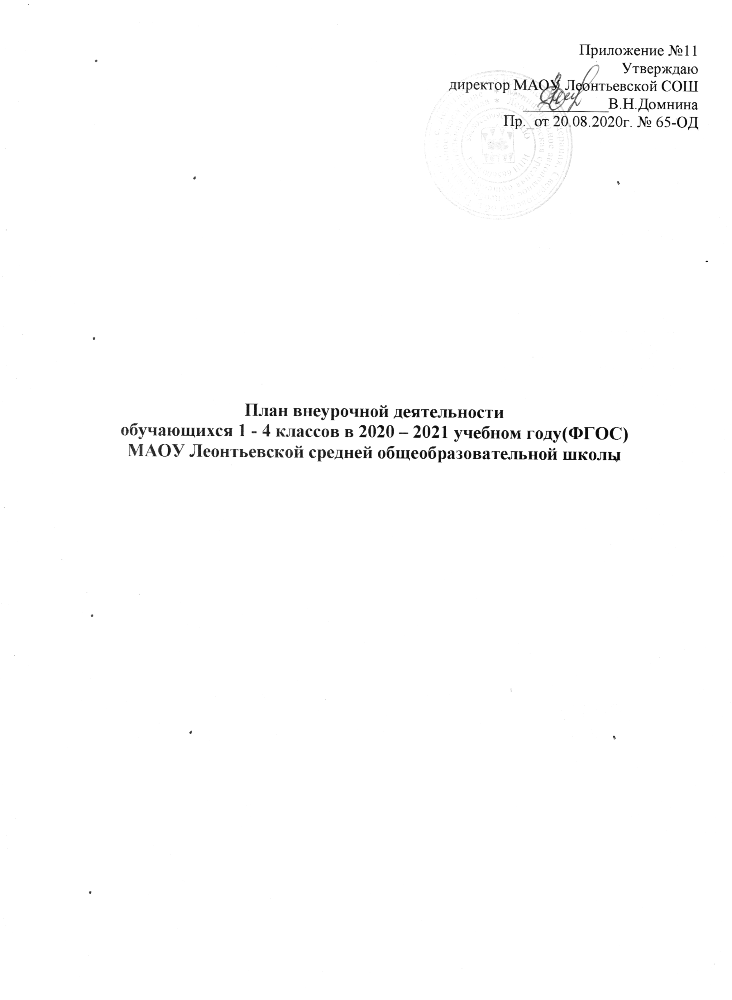 Приложение №11
Утверждаю
директор МАОУ Леонтьевской СОШ
___________В.Н.Домнина
Пр._от 20.08.2020г. № 65-ОД
План внеурочной деятельности
обучающихся 1 - 4 классов в 2020 – 2021 учебном году(ФГОС)
МАОУ Леонтьевской средней общеобразовательной школы